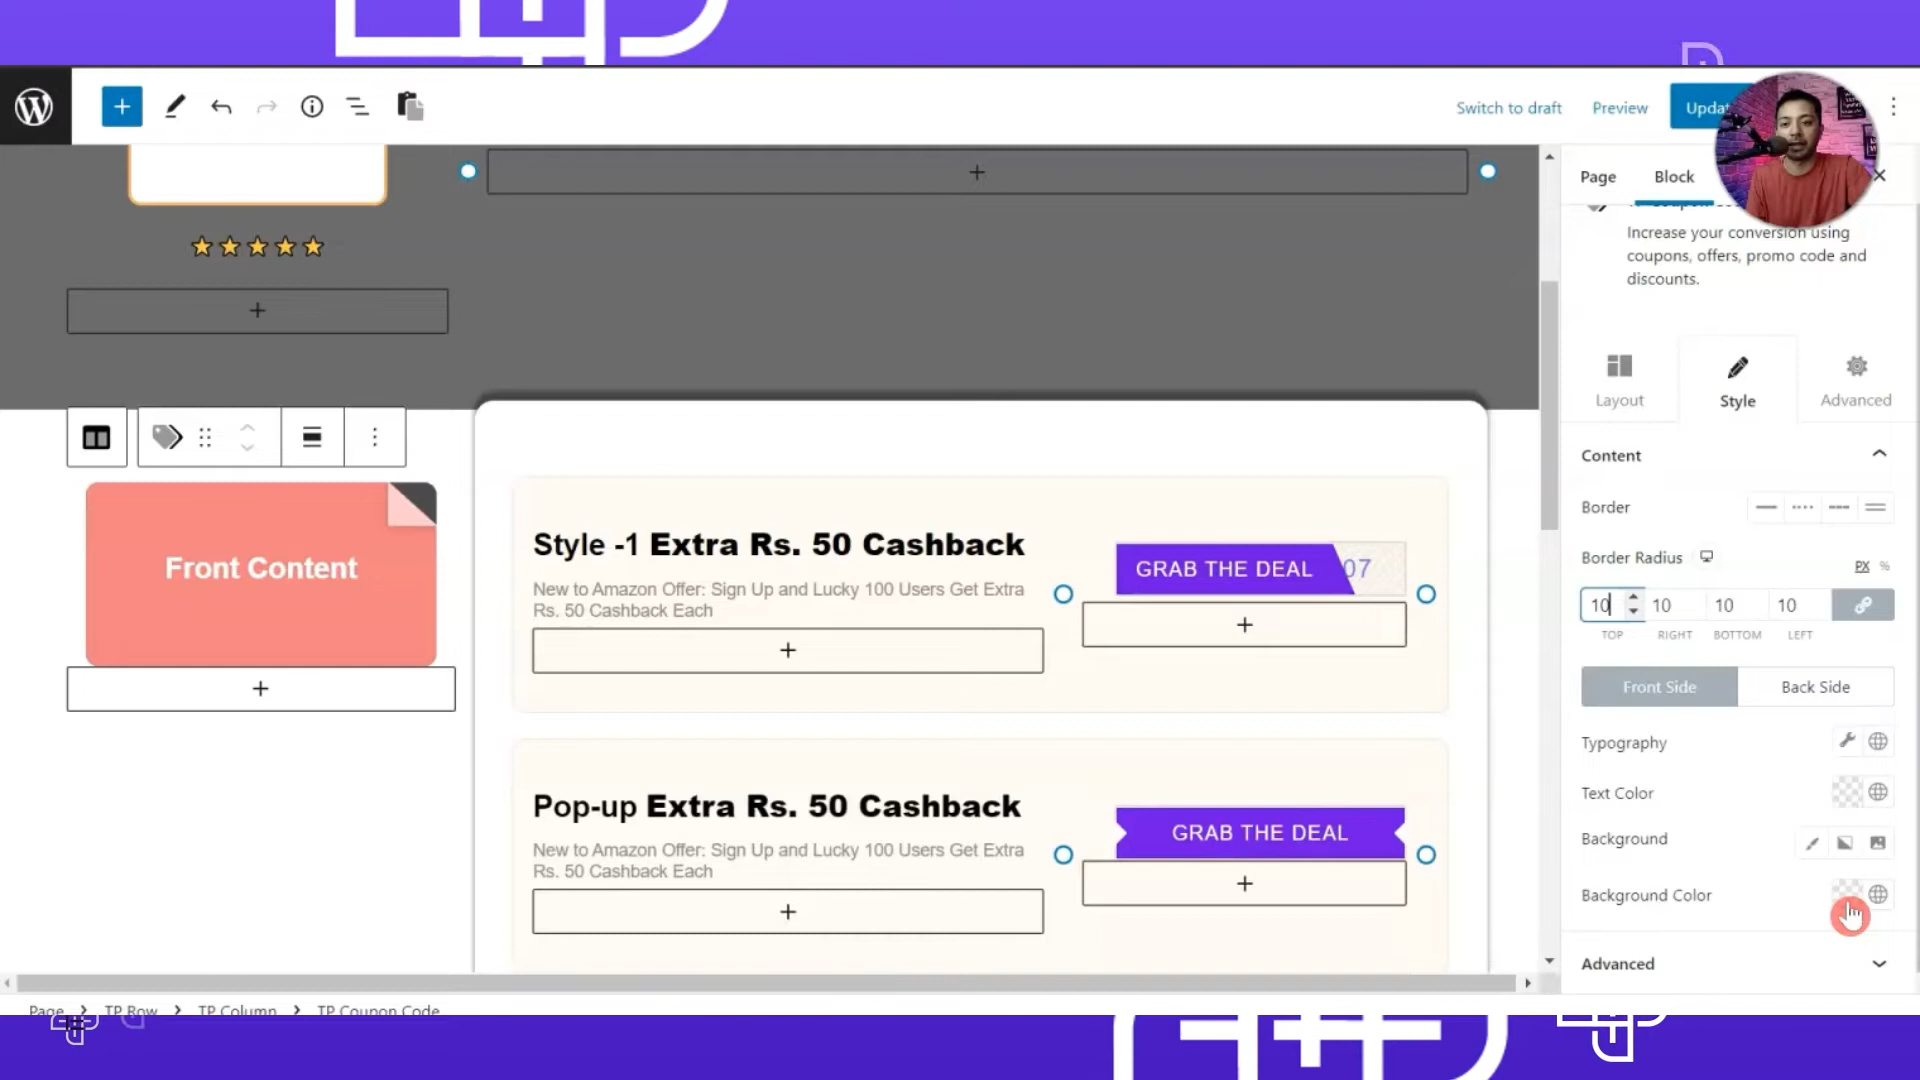 Switch to draft
Preview
Updat
Page
Block
Increase your conversion using
coupons, offers, promo code and
discounts.
Layout
Style
Advanced
Content
Border
Border Radius
PX %
10 10 10 10
TOP RIGHT BOTTOM LEFT
Front Side
Back Side
Typography
Text Color
Background
Background Color
Advanced
Front Content
Style -1 Extra Rs. 50 Cashback
New to Amazon Offer: Sign Up and Lucky 100 Users Get Extra
Rs. 50 Cashback Each
GRAB THE DEAL 07
Pop-up Extra Rs. 50 Cashback
New to Amazon Offer: Sign Up and Lucky 100 Users Get Extra
Rs. 50 Cashback Each
GRAB THE DEAL
Page TP Row TP Column TP Coupon Code